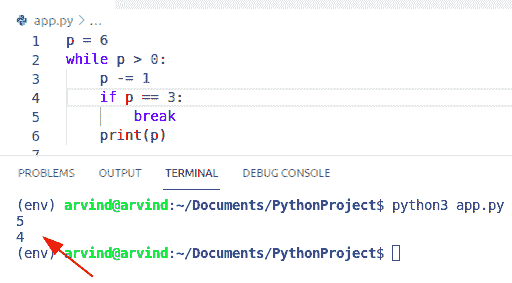 app.py > ...
1 p = 6
2 while p > 0:
3     p -= 1
4     if p == 3:
5         break
6     print(p)
7
PROBLEMS OUTPUT TERMINAL DEBUG CONSOLE
(env) arvind@arvind:~/Documents/PythonProject$ python3 app.py
5
4
(env) arvind@arvind:~/Documents/PythonProject$